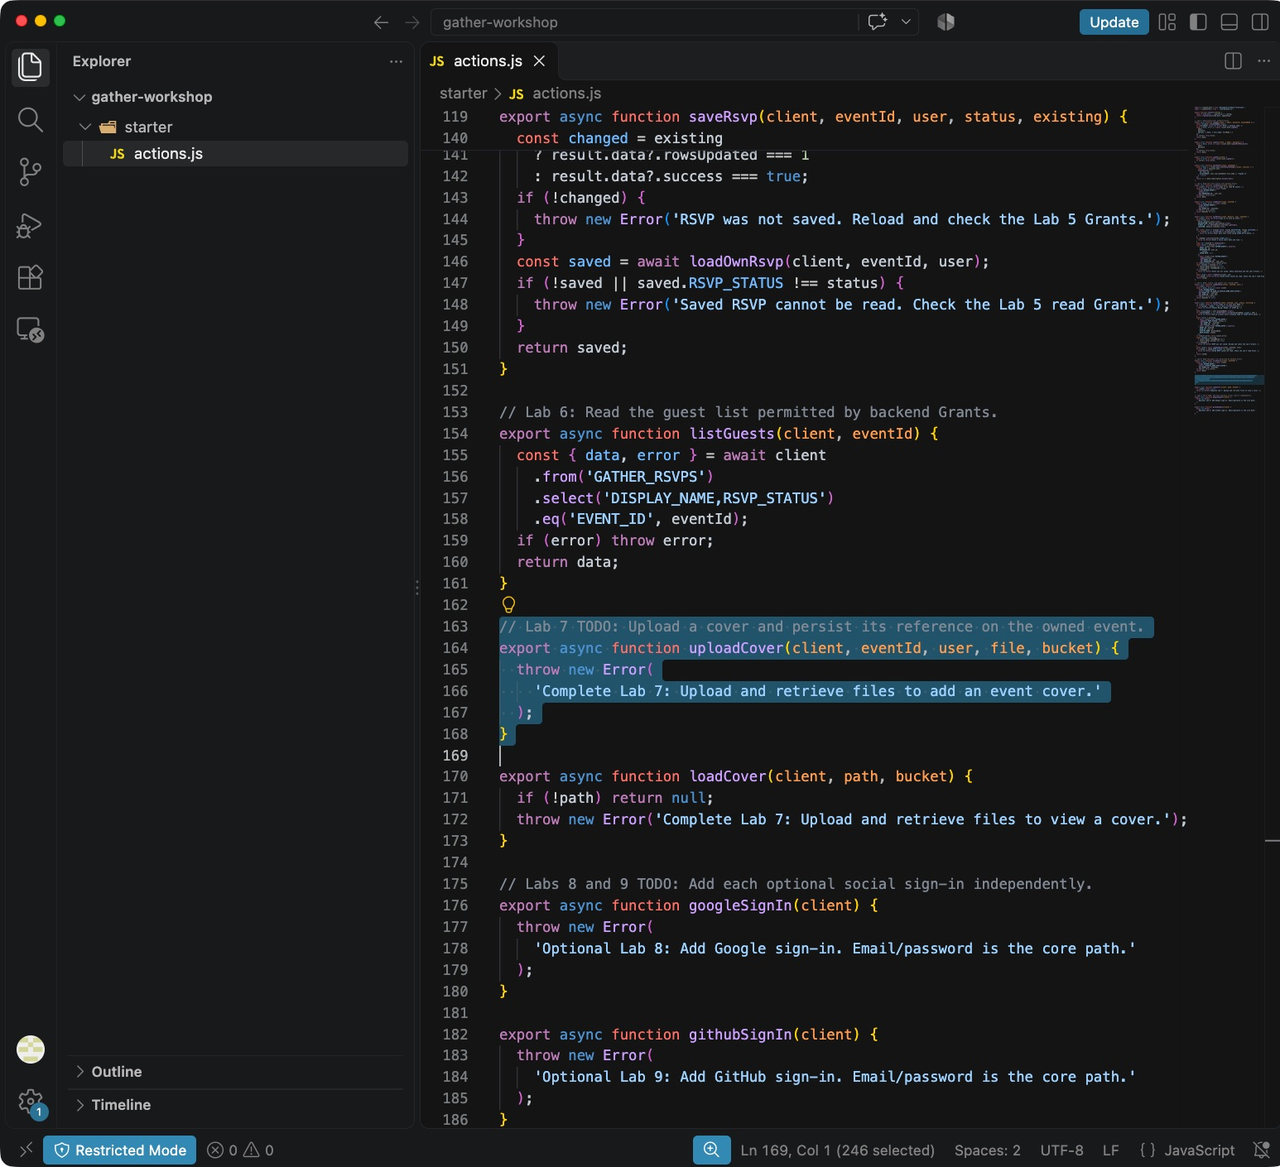 gather-workshop
Update
Explorer
gather-workshop
starter
JS actions.js
Outline
Timeline
1
JS actions.js
starter > JS actions.js
119 export async function saveRsvp(client, eventId, user, status, existing) {
140 const changed = existing
141 ? result.data?.rowsUpdated === 1
142 : result.data?.success === true;
143 if (!changed) {
144 throw new Error('RSVP was not saved. Reload and check the Lab 5 Grants.');
145 }
146 const saved = await loadOwnRsvp(client, eventId, user);
147 if (!saved || saved.RSVP_STATUS !== status) {
148 throw new Error('Saved RSVP cannot be read. Check the Lab 5 read Grant.');
149 }
150 return saved;
151 }
152
153 // Lab 6: Read the guest list permitted by backend Grants.
154 export async function listGuests(client, eventId) {
155 const { data, error } = await client
156 .from('GATHER_RSVPS')
157 .select('DISPLAY_NAME,RSVP_STATUS')
158 .eq('EVENT_ID', eventId);
159 if (error) throw error;
160 return data;
161 }
162
163 // Lab 7 TODO: Upload a cover and persist its reference on the owned event.
164 export async function uploadCover(client, eventId, user, file, bucket) {
165 throw new Error(
166 'Complete Lab 7: Upload and retrieve files to add an event cover.'
167 );
168 }
169
170 export async function loadCover(client, path, bucket) {
171 if (!path) return null;
172 throw new Error('Complete Lab 7: Upload and retrieve files to view a cover.');
173 }
174
175 // Labs 8 and 9 TODO: Add each optional social sign-in independently.
176 export async function googleSignIn(client) {
177 throw new Error(
178 'Optional Lab 8: Add Google sign-in. Email/password is the core path.'
179 );
180 }
181
182 export async function githubSignIn(client) {
183 throw new Error(
184 'Optional Lab 9: Add GitHub sign-in. Email/password is the core path.'
185 );
186 }
Restricted Mode 0 0 Ln 169, Col 1 (246 selected) Spaces: 2 UTF-8 LF { } JavaScript